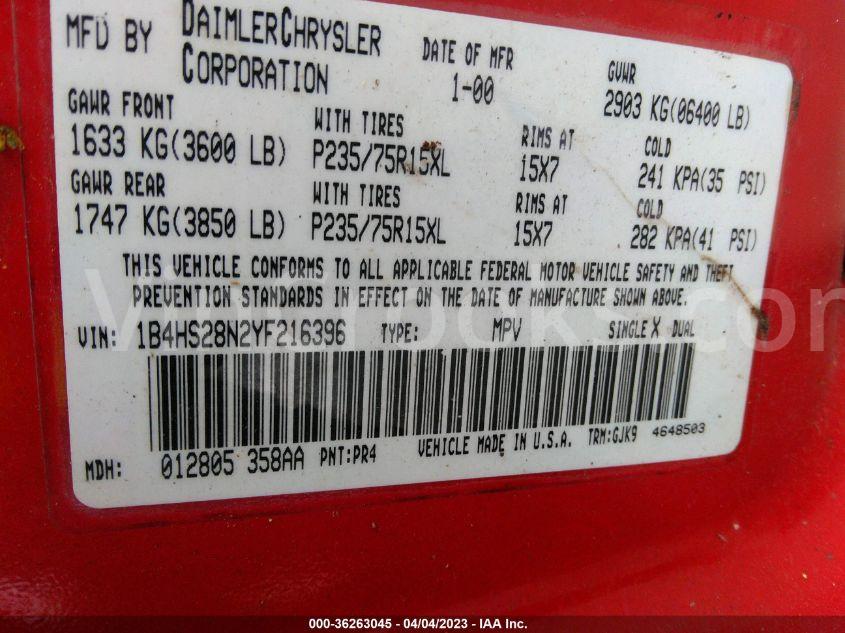 MFD BY DAIMLERCHRYSLER CORPORATION DATE OF MFR 1-00 GVWR 2903 KG(06400 LB)
GAWR FRONT WITH TIRES RIMS AT COLD
1633 KG(3600 LB) P235/75R15XL 15X7 241 KPA(35 PSI)
GAWR REAR WITH TIRES RIMS AT COLD
1747 KG(3850 LB) P235/75R15XL 15X7 282 KPA(41 PSI)
THIS VEHICLE CONFORMS TO ALL APPLICABLE FEDERAL MOTOR VEHICLE SAFETY AND THEFT
PREVENTION STANDARDS IN EFFECT ON THE DATE OF MANUFACTURE SHOWN ABOVE.
VIN: 1B4HS28N2YF216396 TYPE: MPV SINGLE X DUAL
MDH: 012805 358AA PNT:PR4 VEHICLE MADE IN U.S.A. TRM:GJK9 4648503
000-36263045 - 04/04/2023 - IAA Inc.